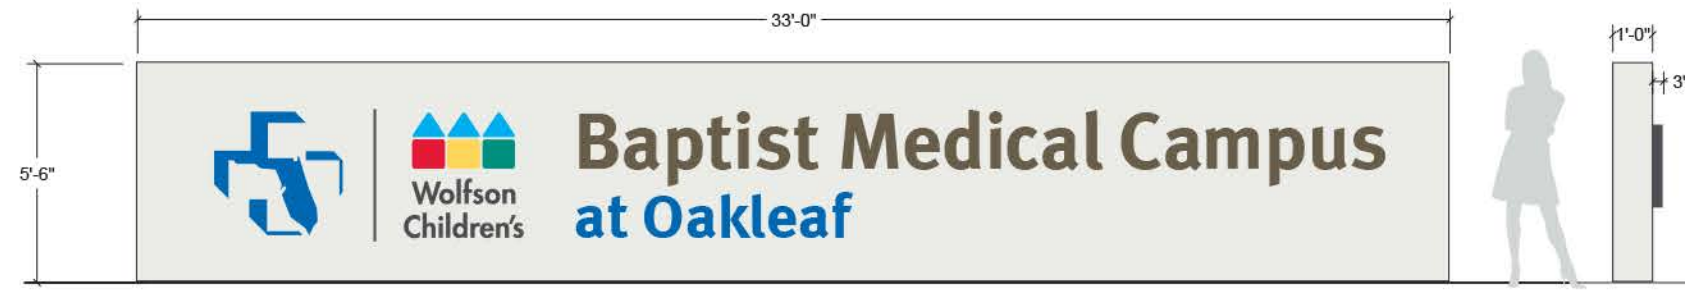 33'-0"
1'-0"
3"
5'-6"
Baptist Medical Campus
at Oakleaf
Wolfson
Children's